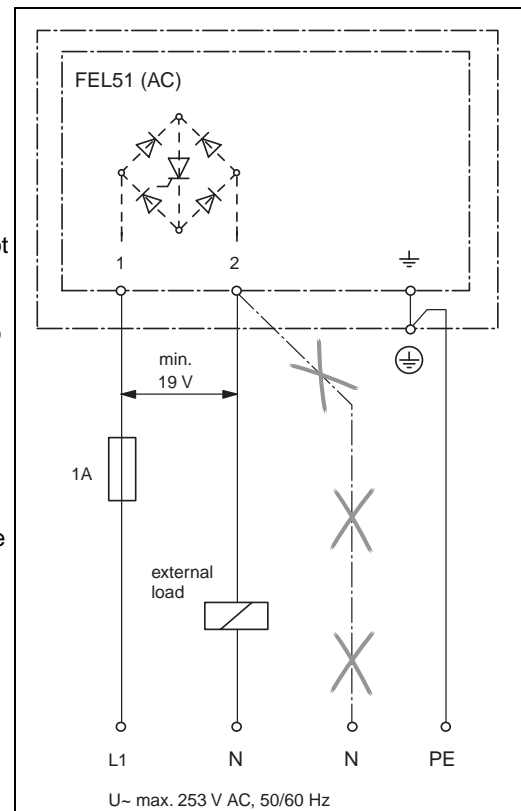 FEL51 (AC)
1 2
min.
19 V
1A
external
load
L1 N N PE
U~ max. 253 V AC, 50/60 Hz